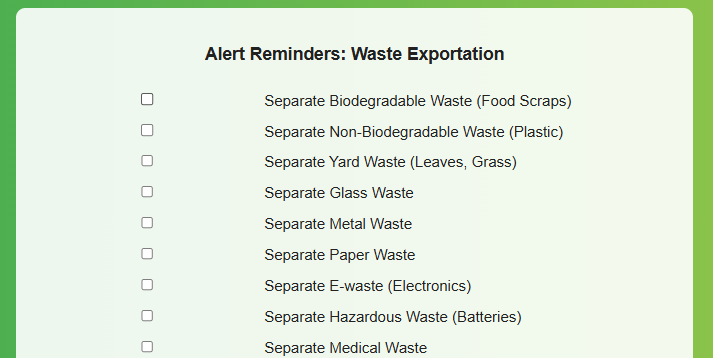 Alert Reminders: Waste Exportation
Separate Biodegradable Waste (Food Scraps)
Separate Non-Biodegradable Waste (Plastic)
Separate Yard Waste (Leaves, Grass)
Separate Glass Waste
Separate Metal Waste
Separate Paper Waste
Separate E-waste (Electronics)
Separate Hazardous Waste (Batteries)
Separate Medical Waste